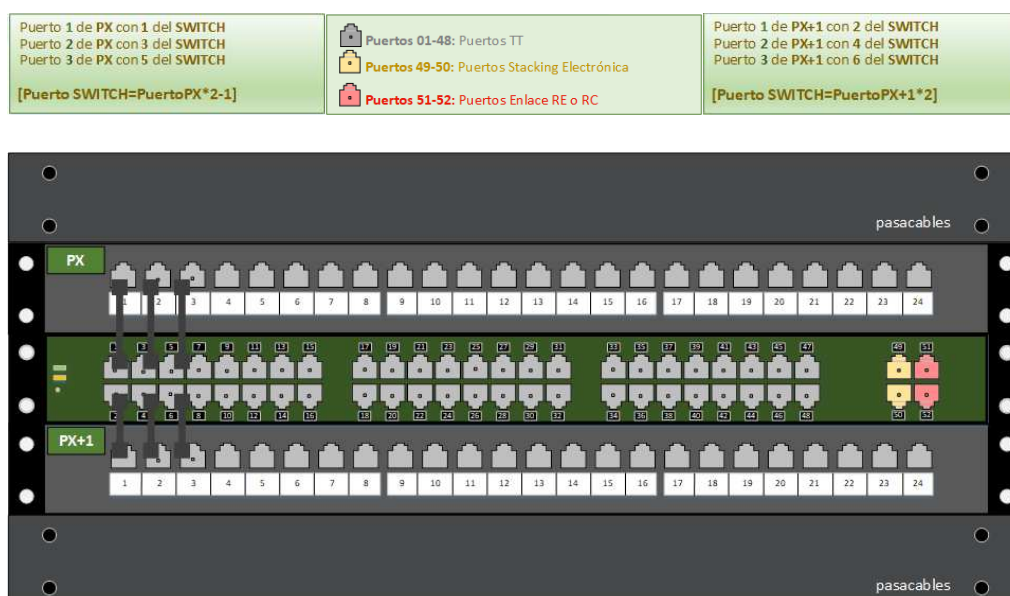 Puerto 1 de PX con 1 del SWITCH
Puerto 2 de PX con 3 del SWITCH
Puerto 3 de PX con 5 del SWITCH
[Puerto SWITCH=PuertoPX*2-1]
Puertos 01-48: Puertos TT
Puertos 49-50: Puertos Stacking Electrónica
Puertos 51-52: Puertos Enlace RE o RC
Puerto 1 de PX+1 con 2 del SWITCH
Puerto 2 de PX+1 con 4 del SWITCH
Puerto 3 de PX+1 con 6 del SWITCH
[Puerto SWITCH=PuertoPX+1*2]
pasacables
PX
1 2 3 4 5 6 7 8 9 10 11 12 13 14 15 16 17 18 19 20 21 22 23 24
3 5 7 9 11 13 15 17 19 21 23 25 27 29 31 33 35 37 39 41 43 45 47 49 51
2 4 6 8 10 12 14 16 18 20 22 24 26 28 30 32 34 36 38 40 42 44 46 48 50 52
PX+1
1 2 3 4 5 6 7 8 9 10 11 12 13 14 15 16 17 18 19 20 21 22 23 24
pasacables